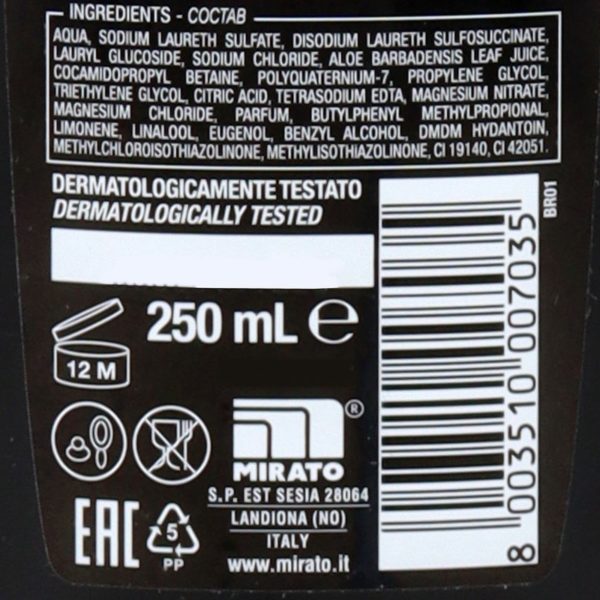 INGREDIENTS - СОСТАВ
AQUA, SODIUM LAURETH SULFATE, DISODIUM LAURETH SULFOSUCCINATE,
LAURYL GLUCOSIDE, SODIUM CHLORIDE, ALOE BARBADENSIS LEAF JUICE,
COCAMIDOPROPYL BETAINE, POLYQUATERNIUM-7, PROPYLENE GLYCOL,
TRIETHYLENE GLYCOL, CITRIC ACID, TETRASODIUM EDTA, MAGNESIUM NITRATE,
MAGNESIUM CHLORIDE, PARFUM, BUTYLPHENYL METHYLPROPIONAL,
LIMONENE, LINALOOL, EUGENOL, BENZYL ALCOHOL, DMDM HYDANTOIN,
METHYLCHLOROISOTHIAZOLINONE, METHYLISOTHIAZOLINONE, CI 19140, CI 42051.
DERMATOLOGICAMENTE TESTATO
DERMATOLOGICALLY TESTED
BR01
250 mL ℮
12 M
MIRATO®
S.P. EST SESIA 28064
LANDIONA (NO)
ITALY
www.mirato.it
EAC
5
PP
8 003510 007035